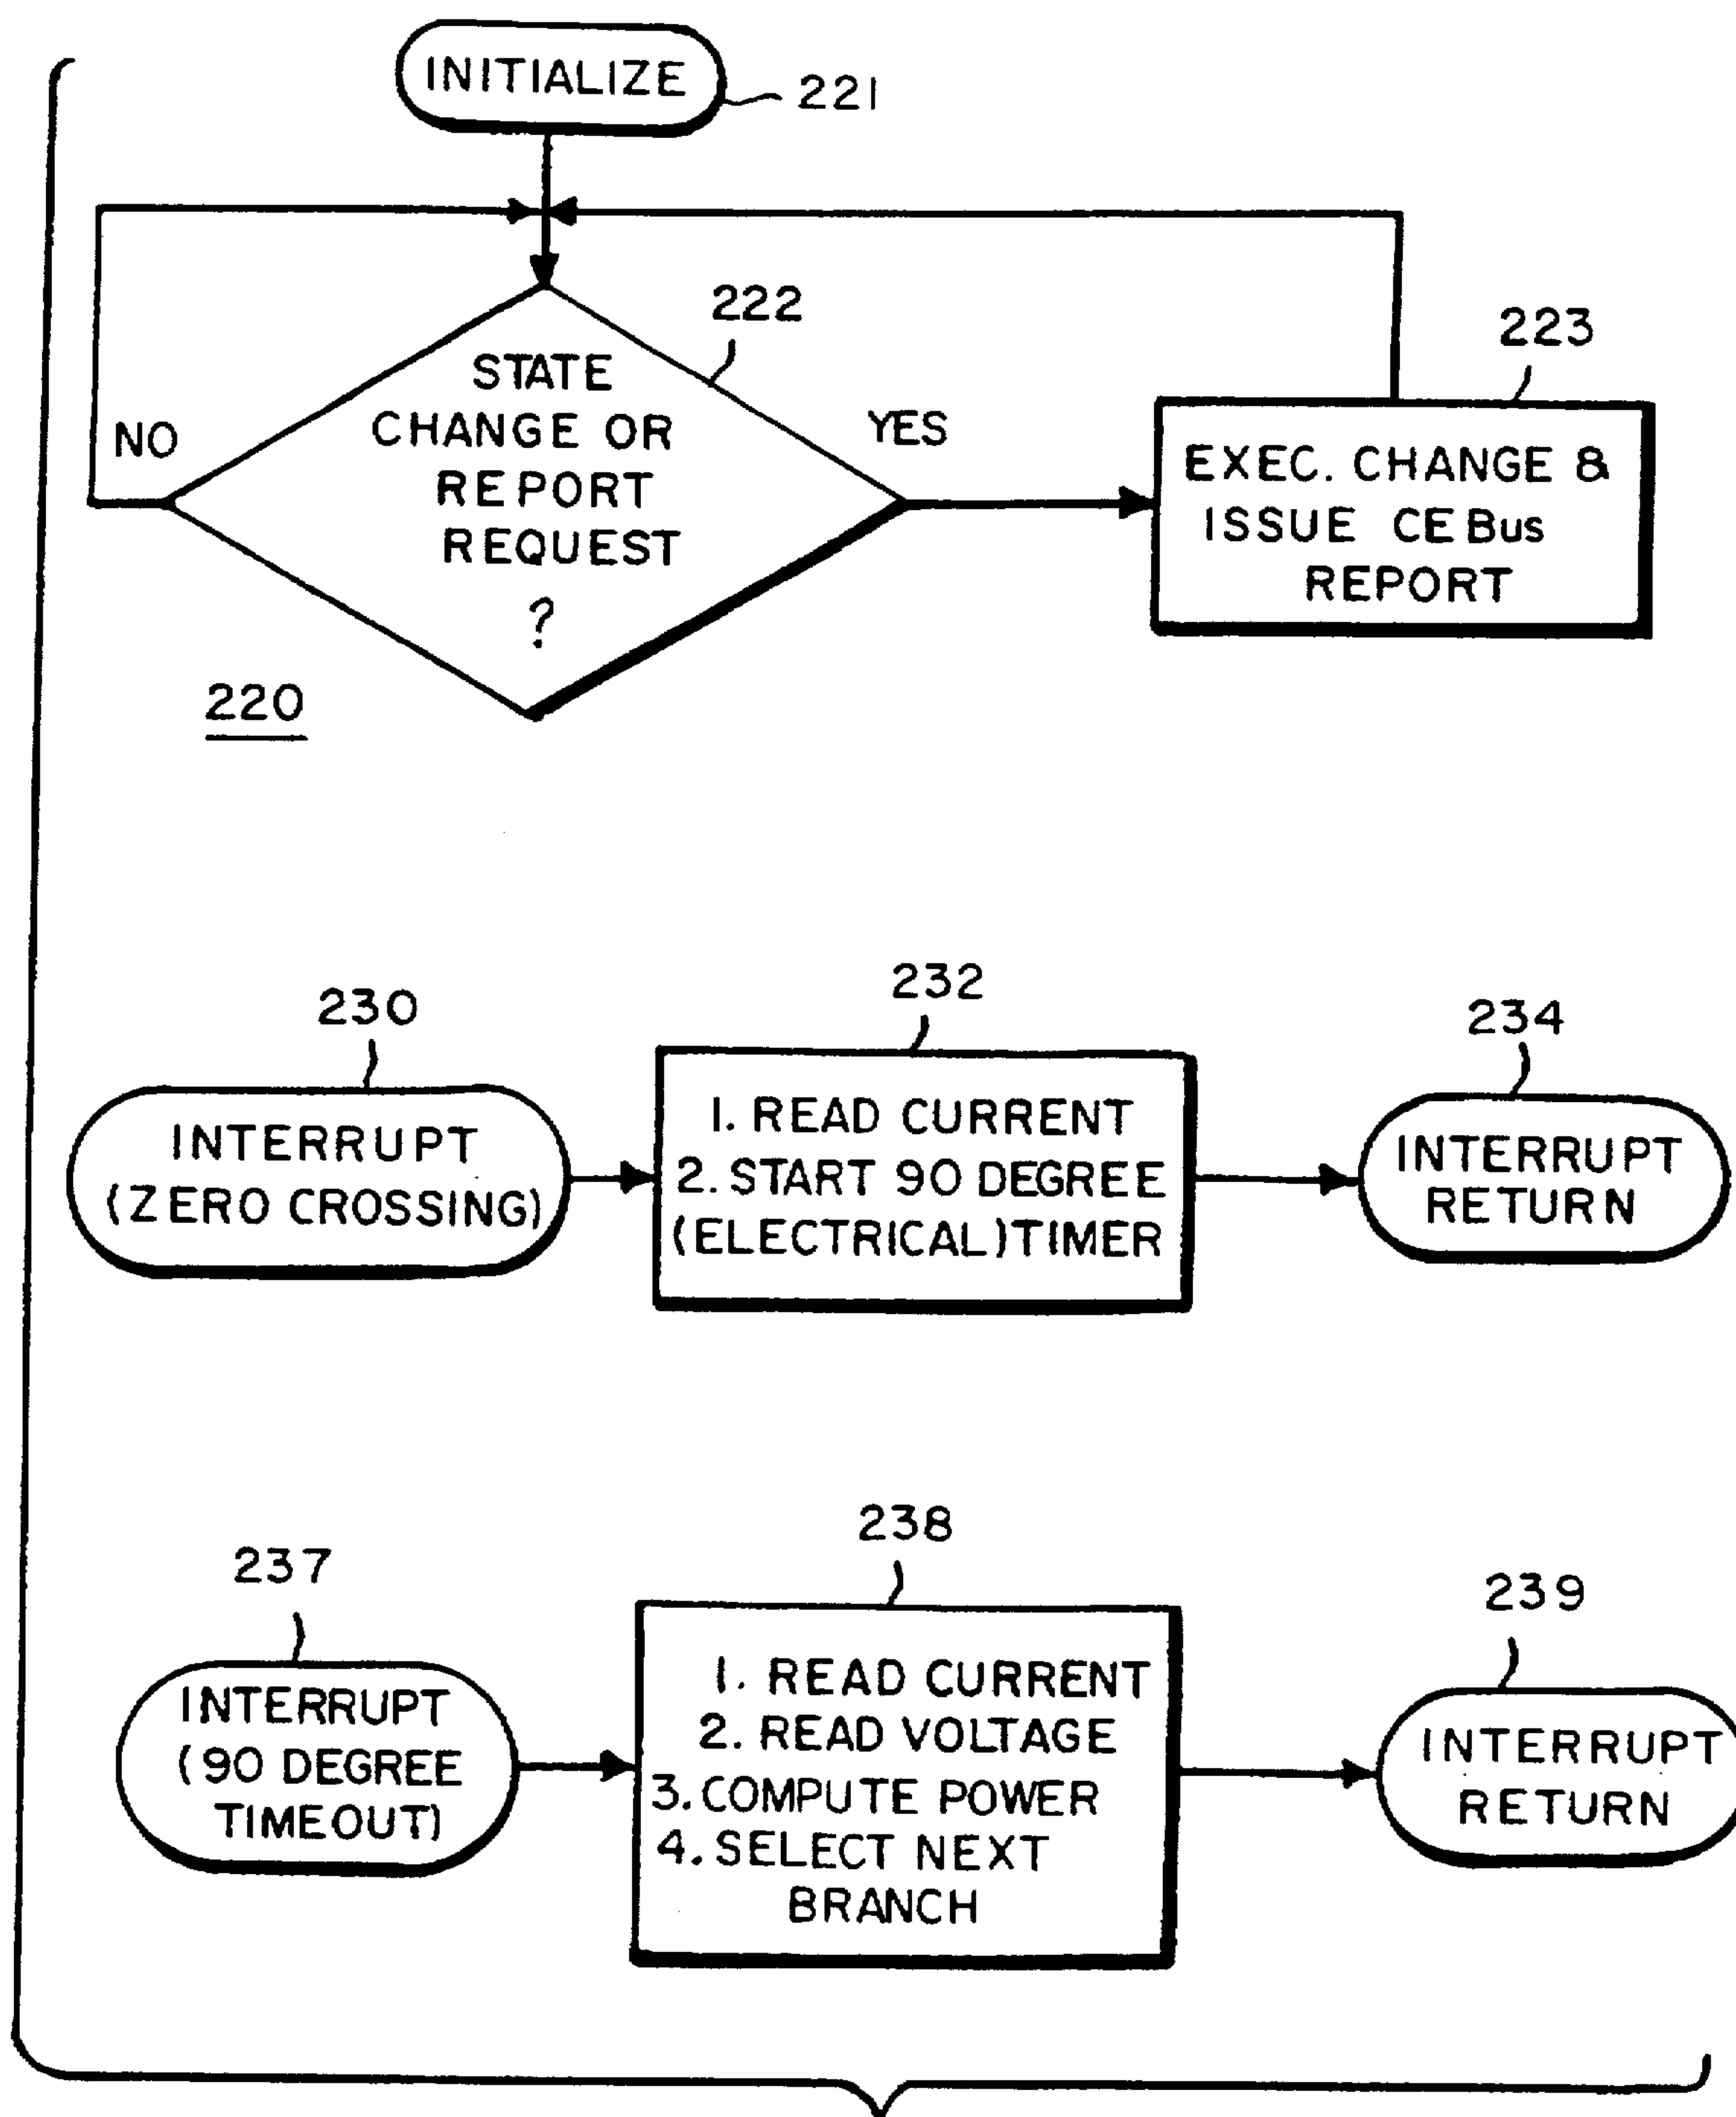 INITIALIZE
221
222
STATE
CHANGE OR
REPORT
REQUEST
?
NO
YES
223
EXEC. CHANGE &
ISSUE CEBus
REPORT
220
230
INTERRUPT
(ZERO CROSSING)
232
1. READ CURRENT
2. START 90 DEGREE
(ELECTRICAL) TIMER
234
INTERRUPT
RETURN
237
INTERRUPT
(90 DEGREE
TIMEOUT)
238
1. READ CURRENT
2. READ VOLTAGE
3. COMPUTE POWER
4. SELECT NEXT
BRANCH
239
INTERRUPT
RETURN